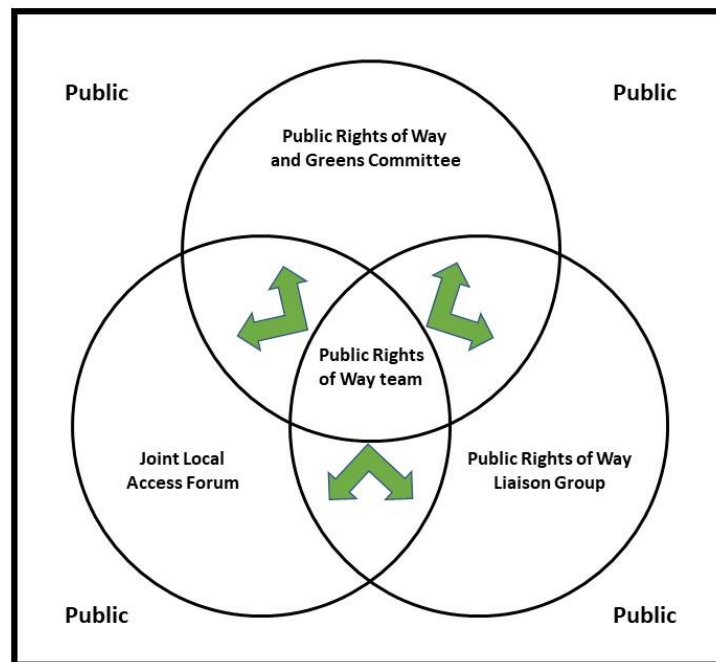 Public
Public
Public Rights of Way
and Greens Committee
Public Rights
of Way team
Joint Local
Access Forum
Public Rights of Way
Liaison Group
Public
Public